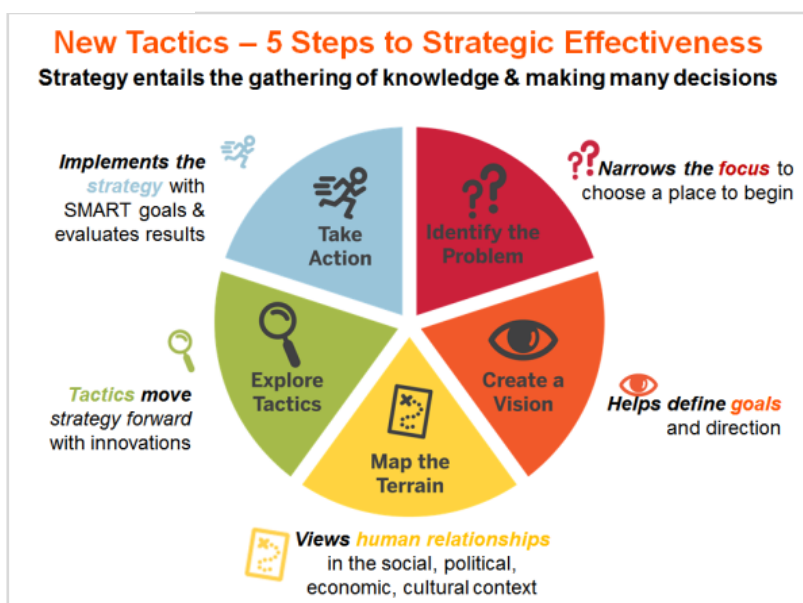 New Tactics – 5 Steps to Strategic Effectiveness
Strategy entails the gathering of knowledge & making many decisions
Implements the
strategy with
SMART goals &
evaluates results
Take
Action
??
Identify the
Problem
?? Narrows the focus to
choose a place to begin
Explore
Tactics
Tactics move
strategy forward
with innovations
Map the
Terrain
Create a
Vision
Helps define goals
and direction
Views human relationships
in the social, political,
economic, cultural context